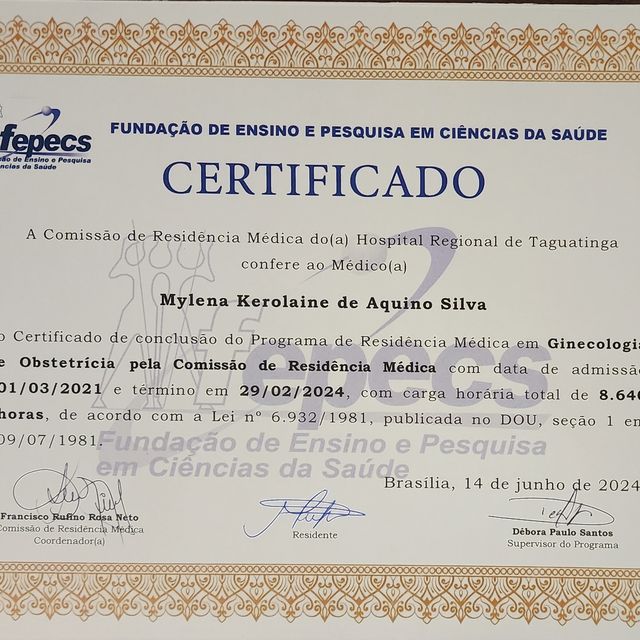 fepecs
Fundação de Ensino e Pesquisa
Ciências da Saúde
FUNDAÇÃO DE ENSINO E PESQUISA EM CIÊNCIAS DA SAÚDE
CERTIFICADO
A Comissão de Residência Médica do(a) Hospital Regional de Taguatinga
confere ao Médico(a)
Mylena Kerolaine de Aquino Silva
o Certificado de conclusão do Programa de Residência Médica em Ginecologia
e Obstetrícia pela Comissão de Residência Médica com data de admissão
01/03/2021 e término em 29/02/2024, com carga horária total de 8.640
horas, de acordo com a Lei nº 6.932/1981, publicada no DOU, seção 1 em
09/07/1981.
fepecs
Fundação de Ensino e Pesquisa
em Ciências da Saúde
Brasília, 14 de junho de 2024
Francisco Rufino Rosa Neto
Comissão de Residência Médica
Coordenador(a)
Residente
Débora Paulo Santos
Supervisor do Programa